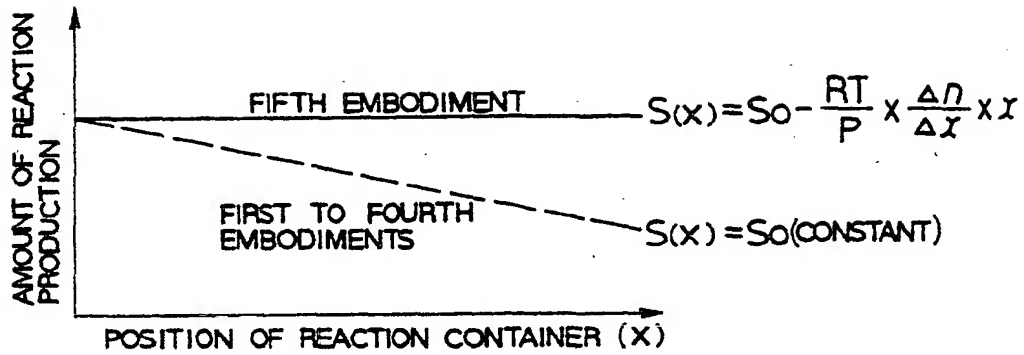 AMOUNT OF REACTION
PRODUCTION
FIFTH EMBODIMENT
S(X) = So - RT/P × Δn/Δx × x
FIRST TO FOURTH
EMBODIMENTS
S(X) = So(CONSTANT)
POSITION OF REACTION CONTAINER (X)